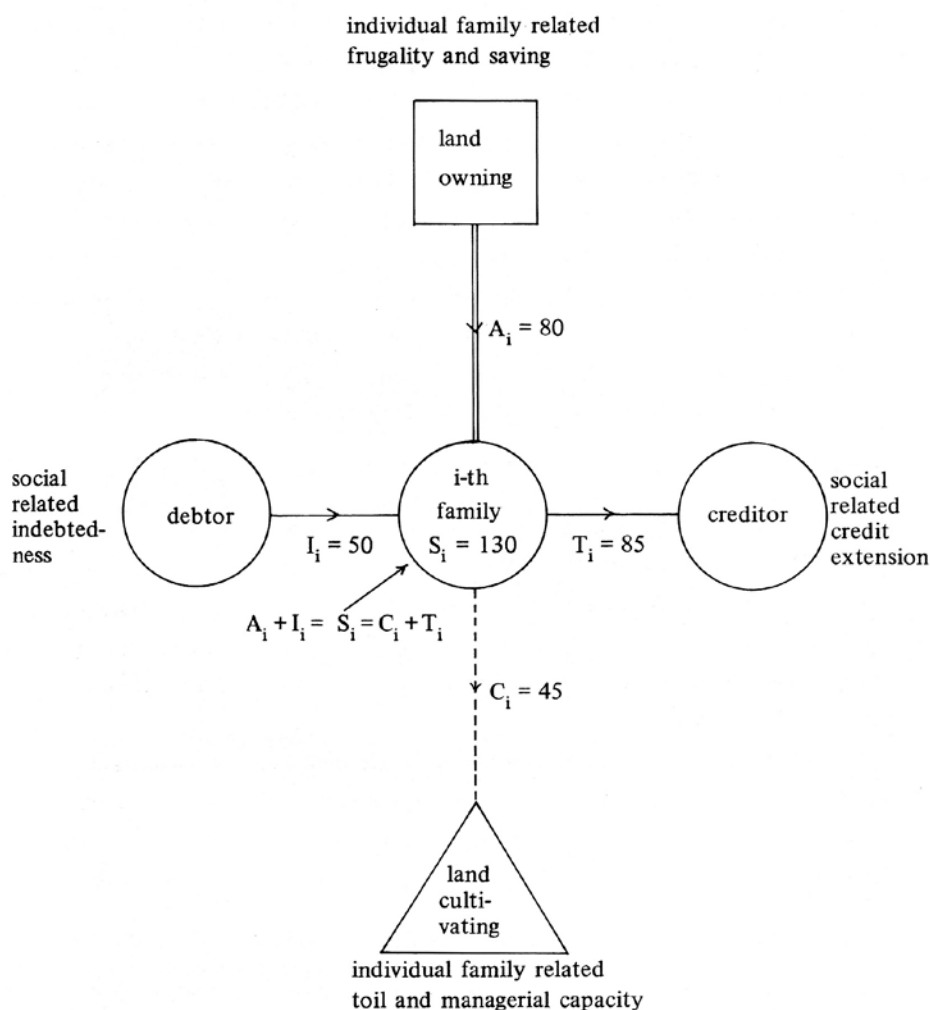 individual family related
frugality and saving
land
owning
A_i = 80
social
related
indebted-
ness
debtor
I_i = 50
i-th
family
S_i = 130
T_i = 85
creditor
social
related
credit
extension
A_i + I_i = S_i = C_i + T_i
C_i = 45
land
culti-
vating
individual family related
toil and managerial capacity